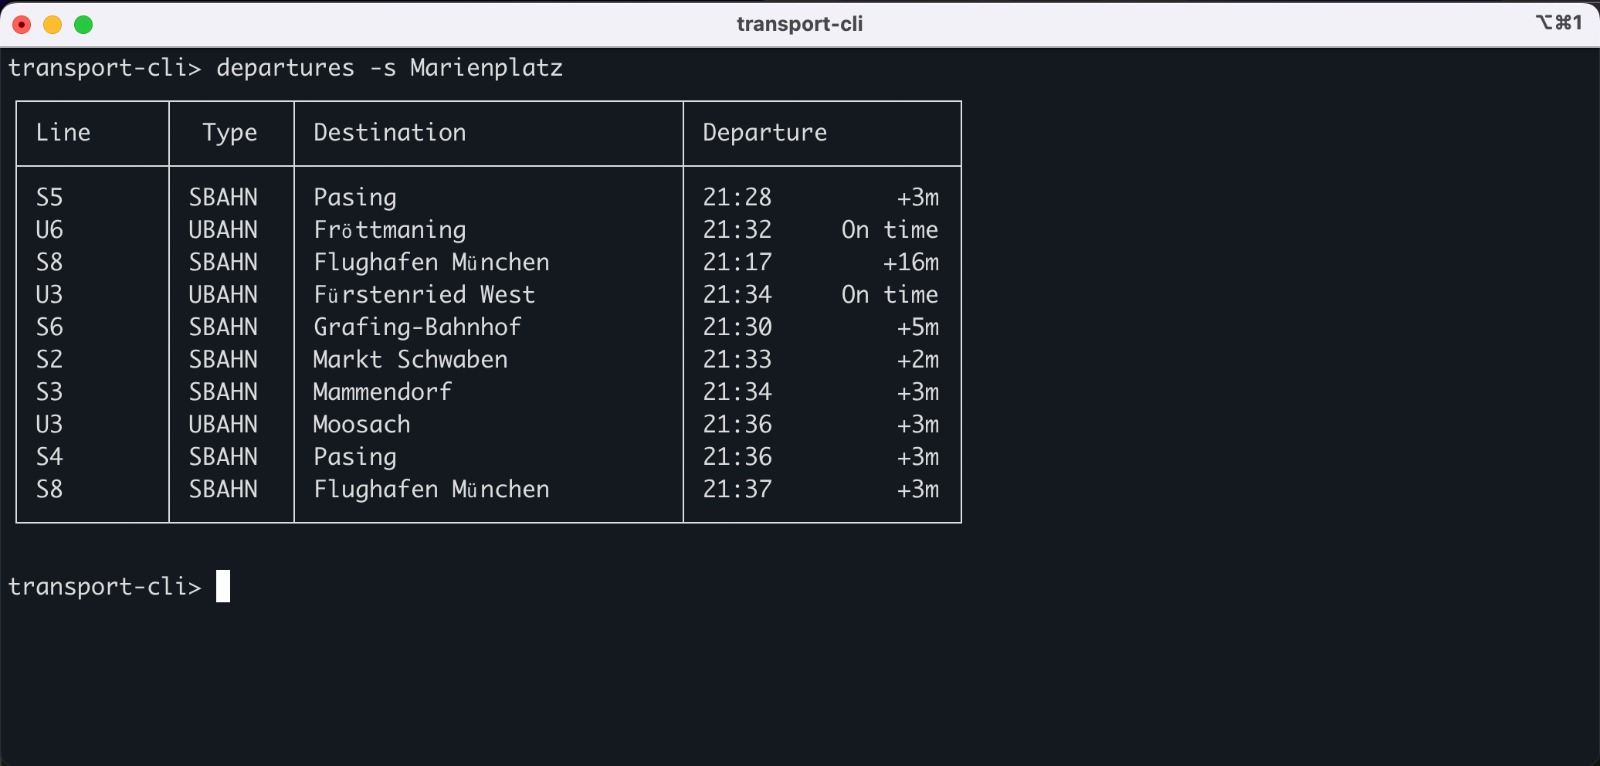 transport-cli
⌥⌘1
transport-cli> departures -s Marienplatz
Line Type Destination Departure
S5 SBAHN Pasing 21:28 +3m
U6 UBAHN Fröttmaning 21:32 On time
S8 SBAHN Flughafen München 21:17 +16m
U3 UBAHN Fürstenried West 21:34 On time
S6 SBAHN Grafing-Bahnhof 21:30 +5m
S2 SBAHN Markt Schwaben 21:33 +2m
S3 SBAHN Mammendorf 21:34 +3m
U3 UBAHN Moosach 21:36 +3m
S4 SBAHN Pasing 21:36 +3m
S8 SBAHN Flughafen München 21:37 +3m
transport-cli>